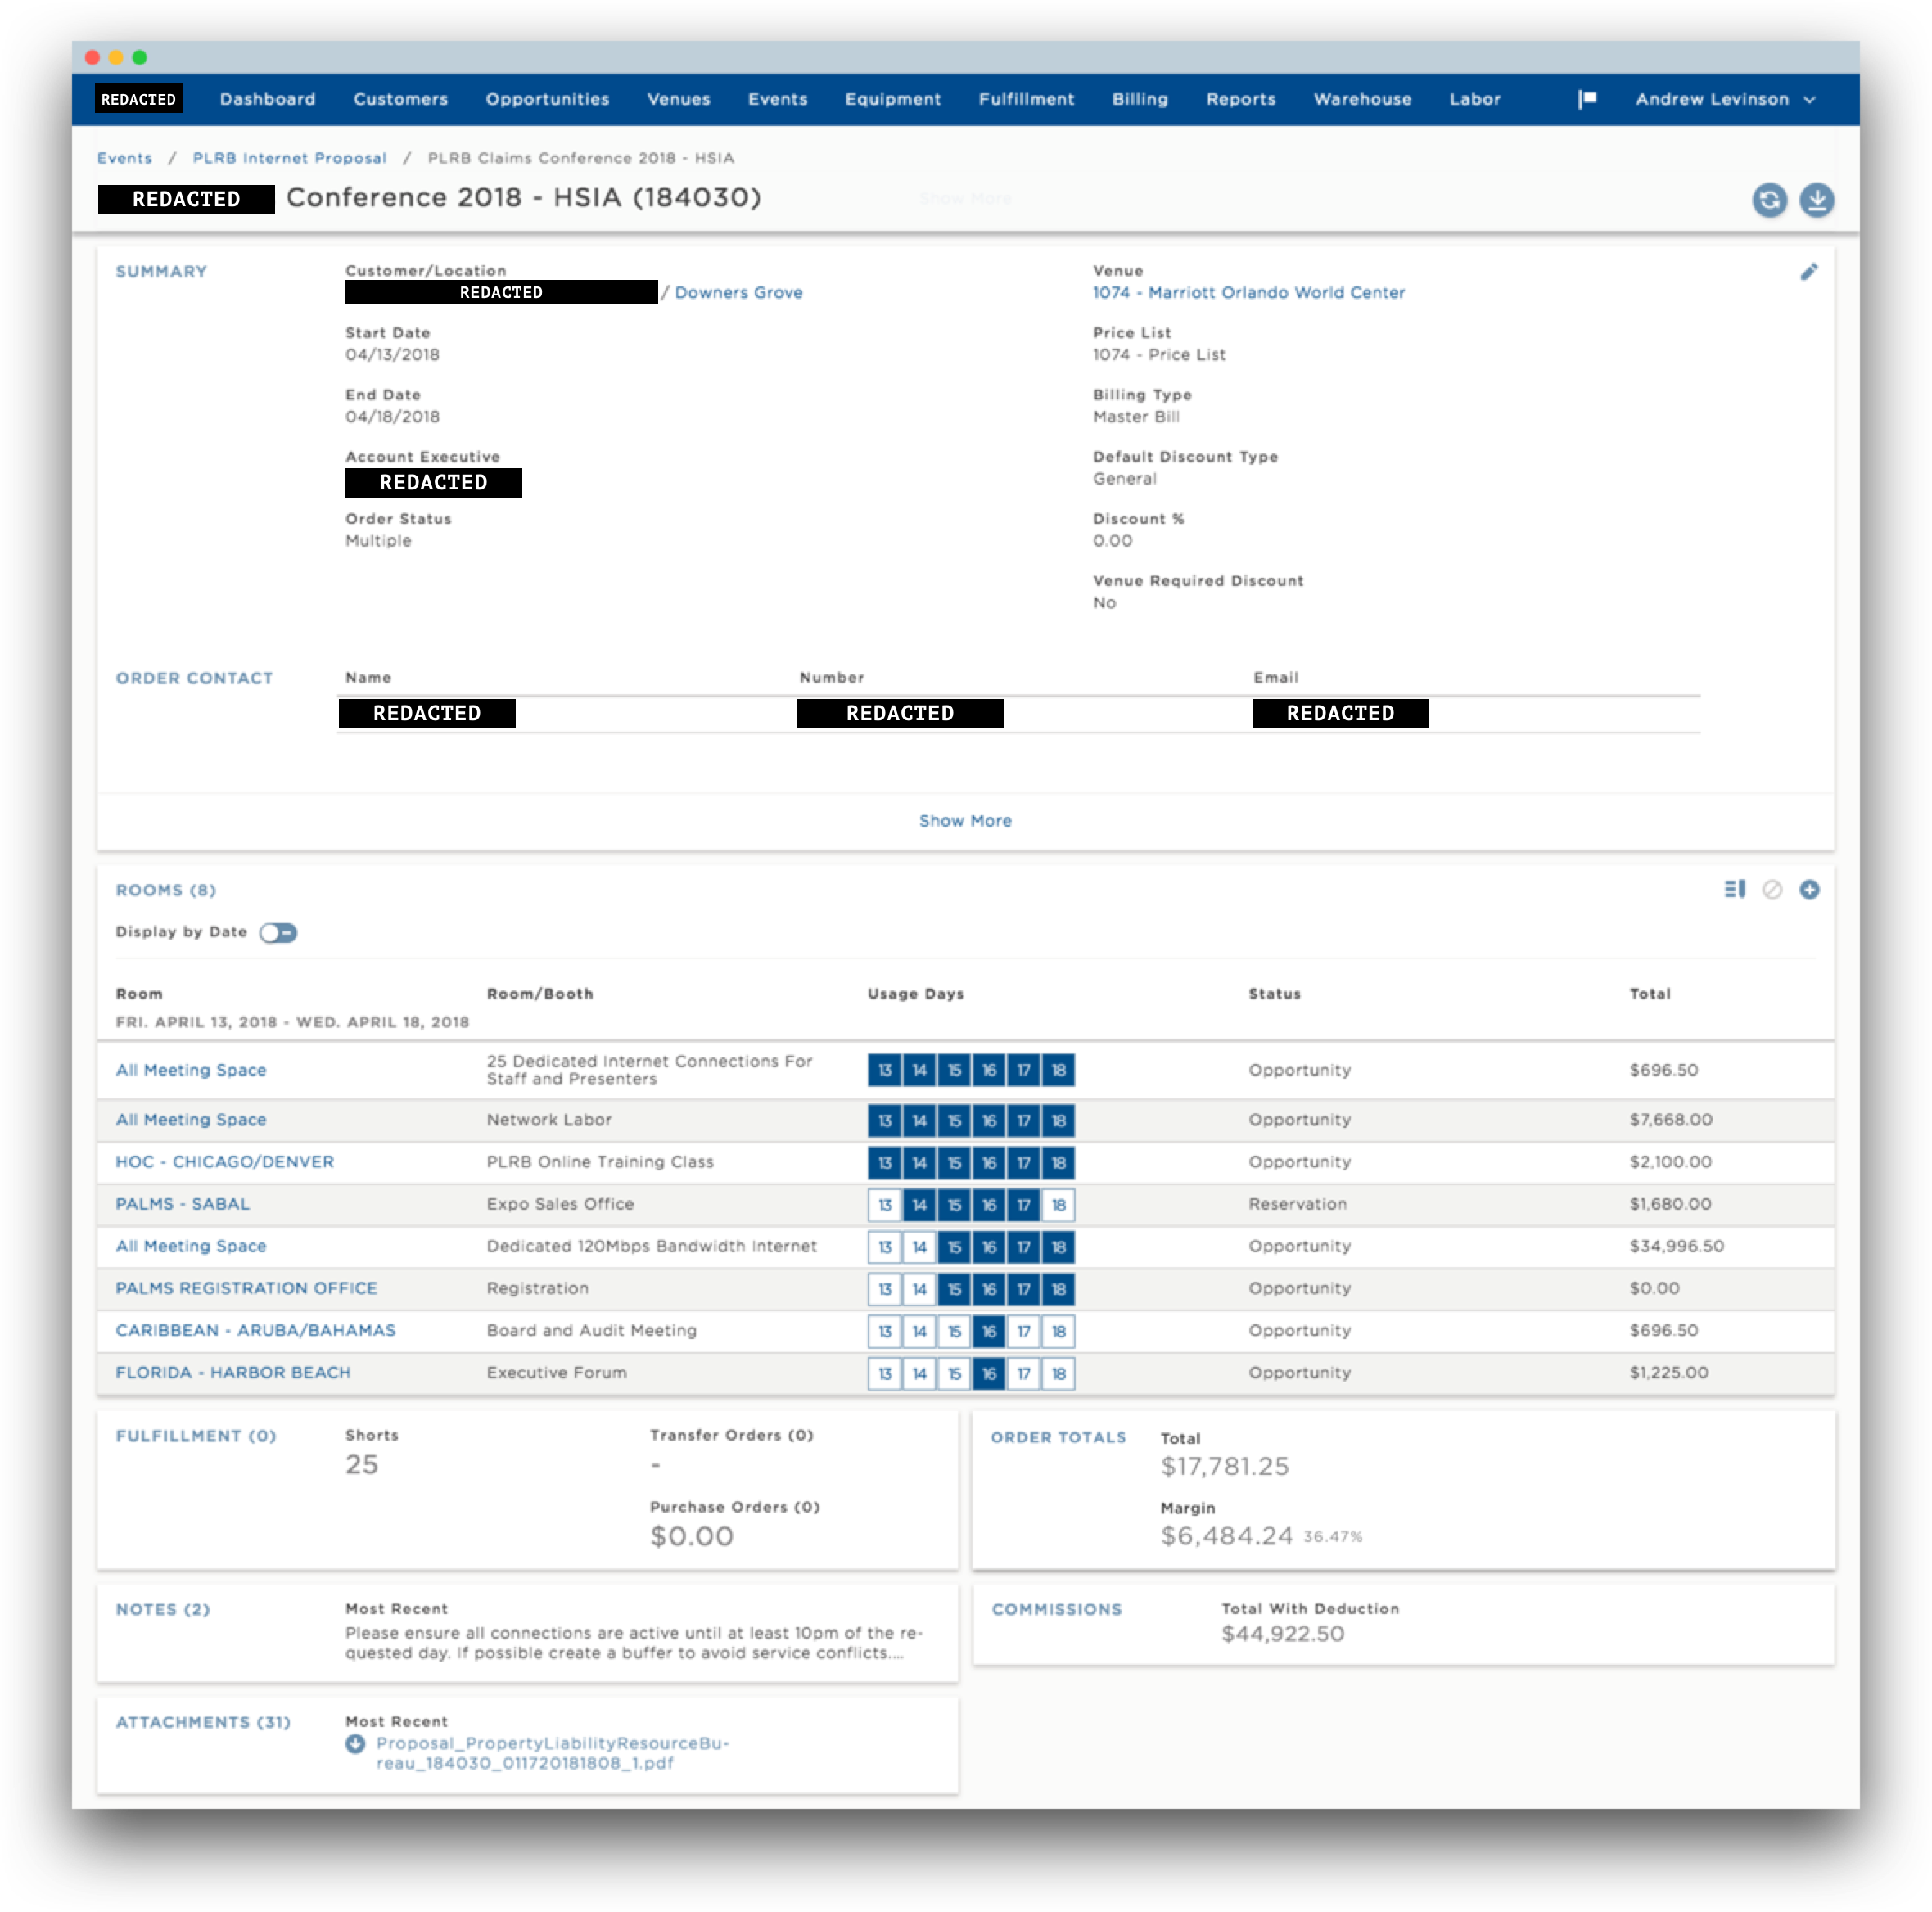 REDACTED Dashboard Customers Opportunities Venues Events Equipment Fulfillment Billing Reports Warehouse Labor Andrew Levinson
Events / PLRB Internet Proposal / PLRB Claims Conference 2018 - HSIA
REDACTED Conference 2018 - HSIA (184030) Show More
SUMMARY
Customer/Location
REDACTED / Downers Grove
Start Date
04/13/2018
End Date
04/18/2018
Account Executive
REDACTED
Order Status
Multiple
Venue
1074 - Marriott Orlando World Center
Price List
1074 - Price List
Billing Type
Master Bill
Default Discount Type
General
Discount %
0.00
Venue Required Discount
No
ORDER CONTACT Name Number Email
REDACTED REDACTED REDACTED
Show More
ROOMS (8)
Display by Date
Room Room/Booth Usage Days Status Total
FRI. APRIL 13, 2018 - WED. APRIL 18, 2018
All Meeting Space 25 Dedicated Internet Connections For
Staff and Presenters 13 14 15 16 17 18 Opportunity $696.50
All Meeting Space Network Labor 13 14 15 16 17 18 Opportunity $7,668.00
HOC - CHICAGO/DENVER PLRB Online Training Class 13 14 15 16 17 18 Opportunity $2,100.00
PALMS - SABAL Expo Sales Office 13 14 15 16 17 18 Reservation $1,680.00
All Meeting Space Dedicated 120Mbps Bandwidth Internet 13 14 15 16 17 18 Opportunity $34,996.50
PALMS REGISTRATION OFFICE Registration 13 14 15 16 17 18 Opportunity $0.00
CARIBBEAN - ARUBA/BAHAMAS Board and Audit Meeting 13 14 15 16 17 18 Opportunity $696.50
FLORIDA - HARBOR BEACH Executive Forum 13 14 15 16 17 18 Opportunity $1,225.00
FULFILLMENT (0)
Shorts
25
Transfer Orders (0)
-
Purchase Orders (0)
$0.00
ORDER TOTALS
Total
$17,781.25
Margin
$6,484.24 36.47%
NOTES (2)
Most Recent
Please ensure all connections are active until at least 10pm of the re-
quested day. If possible create a buffer to avoid service conflicts....
COMMISSIONS
Total With Deduction
$44,922.50
ATTACHMENTS (31)
Most Recent
Proposal_PropertyLiabilityResourceBu-
reau_184030_011720181808_1.pdf